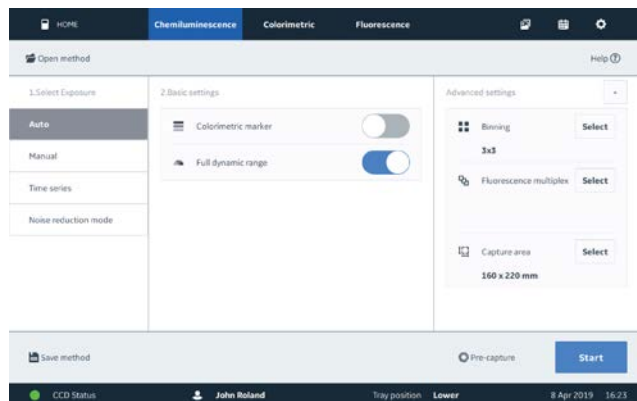 HOME Chemiluminescence Colorimetric Fluorescence
Open method Help ?
1.Select Exposure 2.Basic settings Advanced settings
Auto Colorimetric marker Binning Select
3x3
Manual Full dynamic range
Time series Fluorescence multiplex Select
Noise reduction mode
Capture area Select
160 x 220 mm
Save method Pre-capture Start
CCD Status John Roland Tray position Lower 8 Apr 2019 16:23